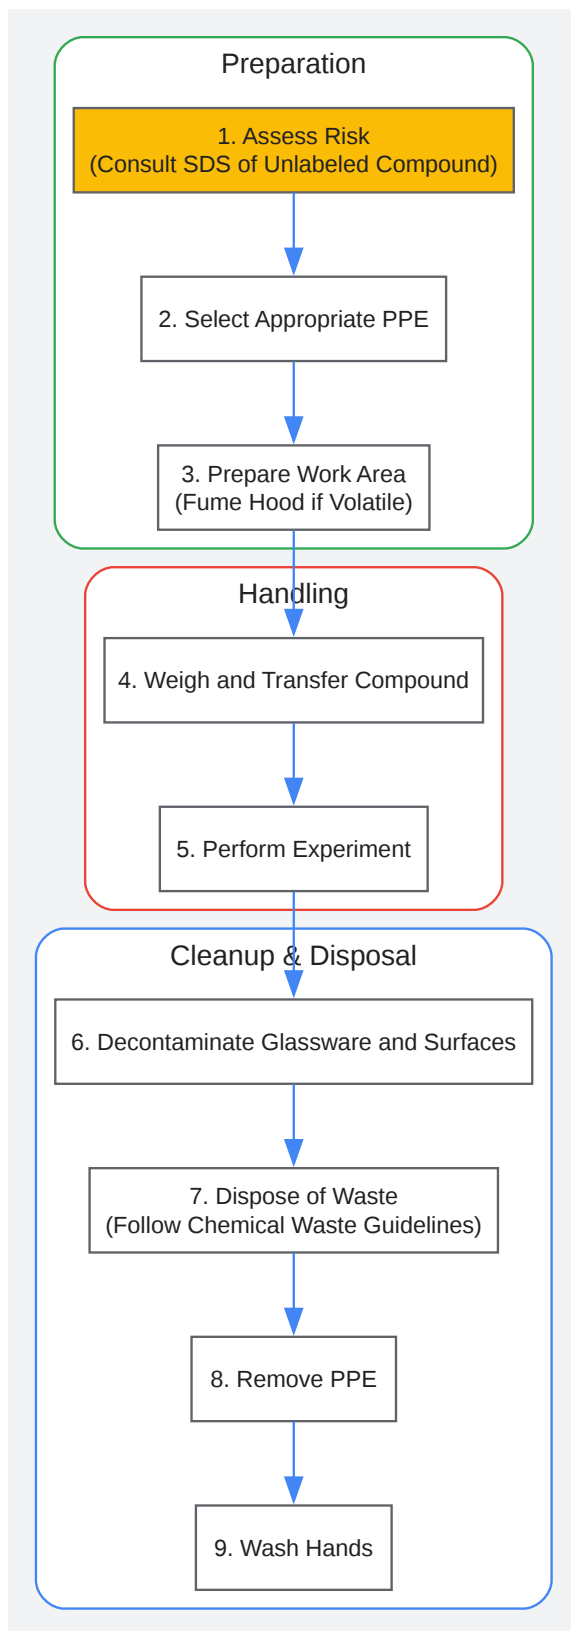 Preparation
1. Assess Risk
(Consult SDS of Unlabeled Compound)
2. Select Appropriate PPE
3. Prepare Work Area
(Fume Hood if Volatile)
Handling
4. Weigh and Transfer Compound
5. Perform Experiment
Cleanup & Disposal
6. Decontaminate Glassware and Surfaces
7. Dispose of Waste
(Follow Chemical Waste Guidelines)
8. Remove PPE
9. Wash Hands